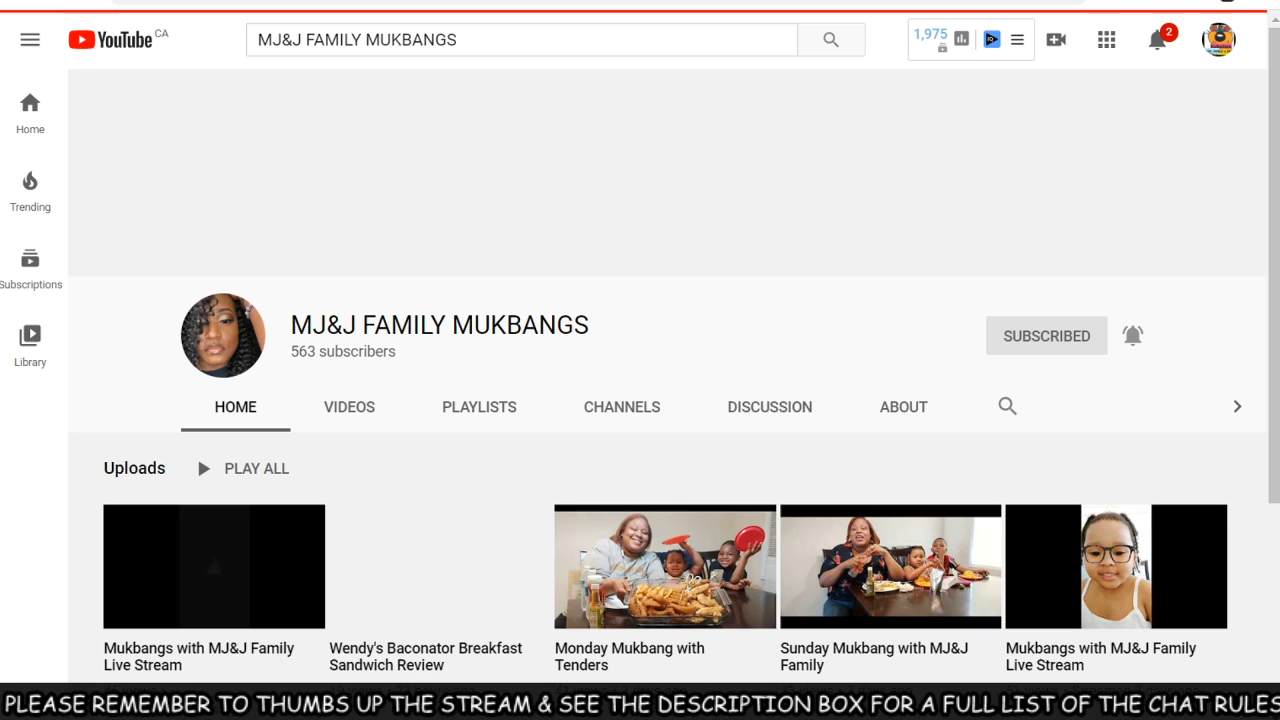 YouTube CA
MJ&J FAMILY MUKBANGS
1,975
2
Home
Trending
Subscriptions
Library
MJ&J FAMILY MUKBANGS
563 subscribers
SUBSCRIBED
HOME VIDEOS PLAYLISTS CHANNELS DISCUSSION ABOUT
Uploads PLAY ALL
Mukbangs with MJ&J Family
Live Stream
Wendy's Baconator Breakfast
Sandwich Review
Monday Mukbang with
Tenders
Sunday Mukbang with MJ&J
Family
Mukbangs with MJ&J Family
Live Stream
PLEASE REMEMBER TO THUMBS UP THE STREAM & SEE THE DESCRIPTION BOX FOR A FULL LIST OF THE CHAT RULES